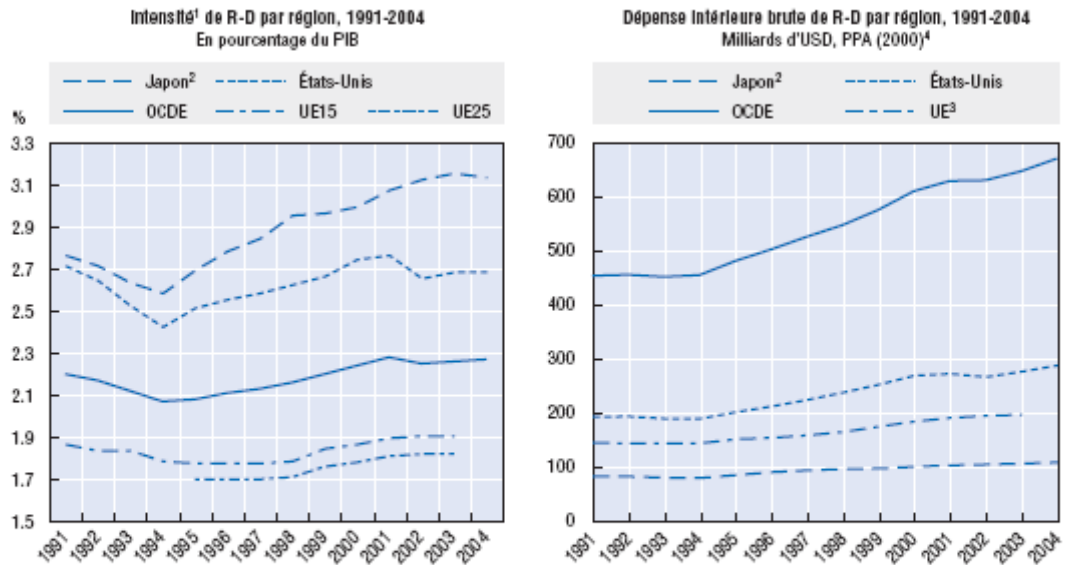 Intensité¹ de R-D par région, 1991-2004
En pourcentage du PIB
Japon² États-Unis
OCDE UE15 UE25
%
3.3
3.1
2.9
2.7
2.5
2.3
2.1
1.9
1.7
1.5
1991 1992 1993 1994 1995 1996 1997 1998 1999 2000 2001 2002 2003 2004
Dépense intérieure brute de R-D par région, 1991-2004
Milliards d'USD, PPA (2000)⁴
Japon² États-Unis
OCDE UE³
700
600
500
400
300
200
100
0
1991 1992 1993 1994 1995 1996 1997 1998 1999 2000 2001 2002 2003 2004